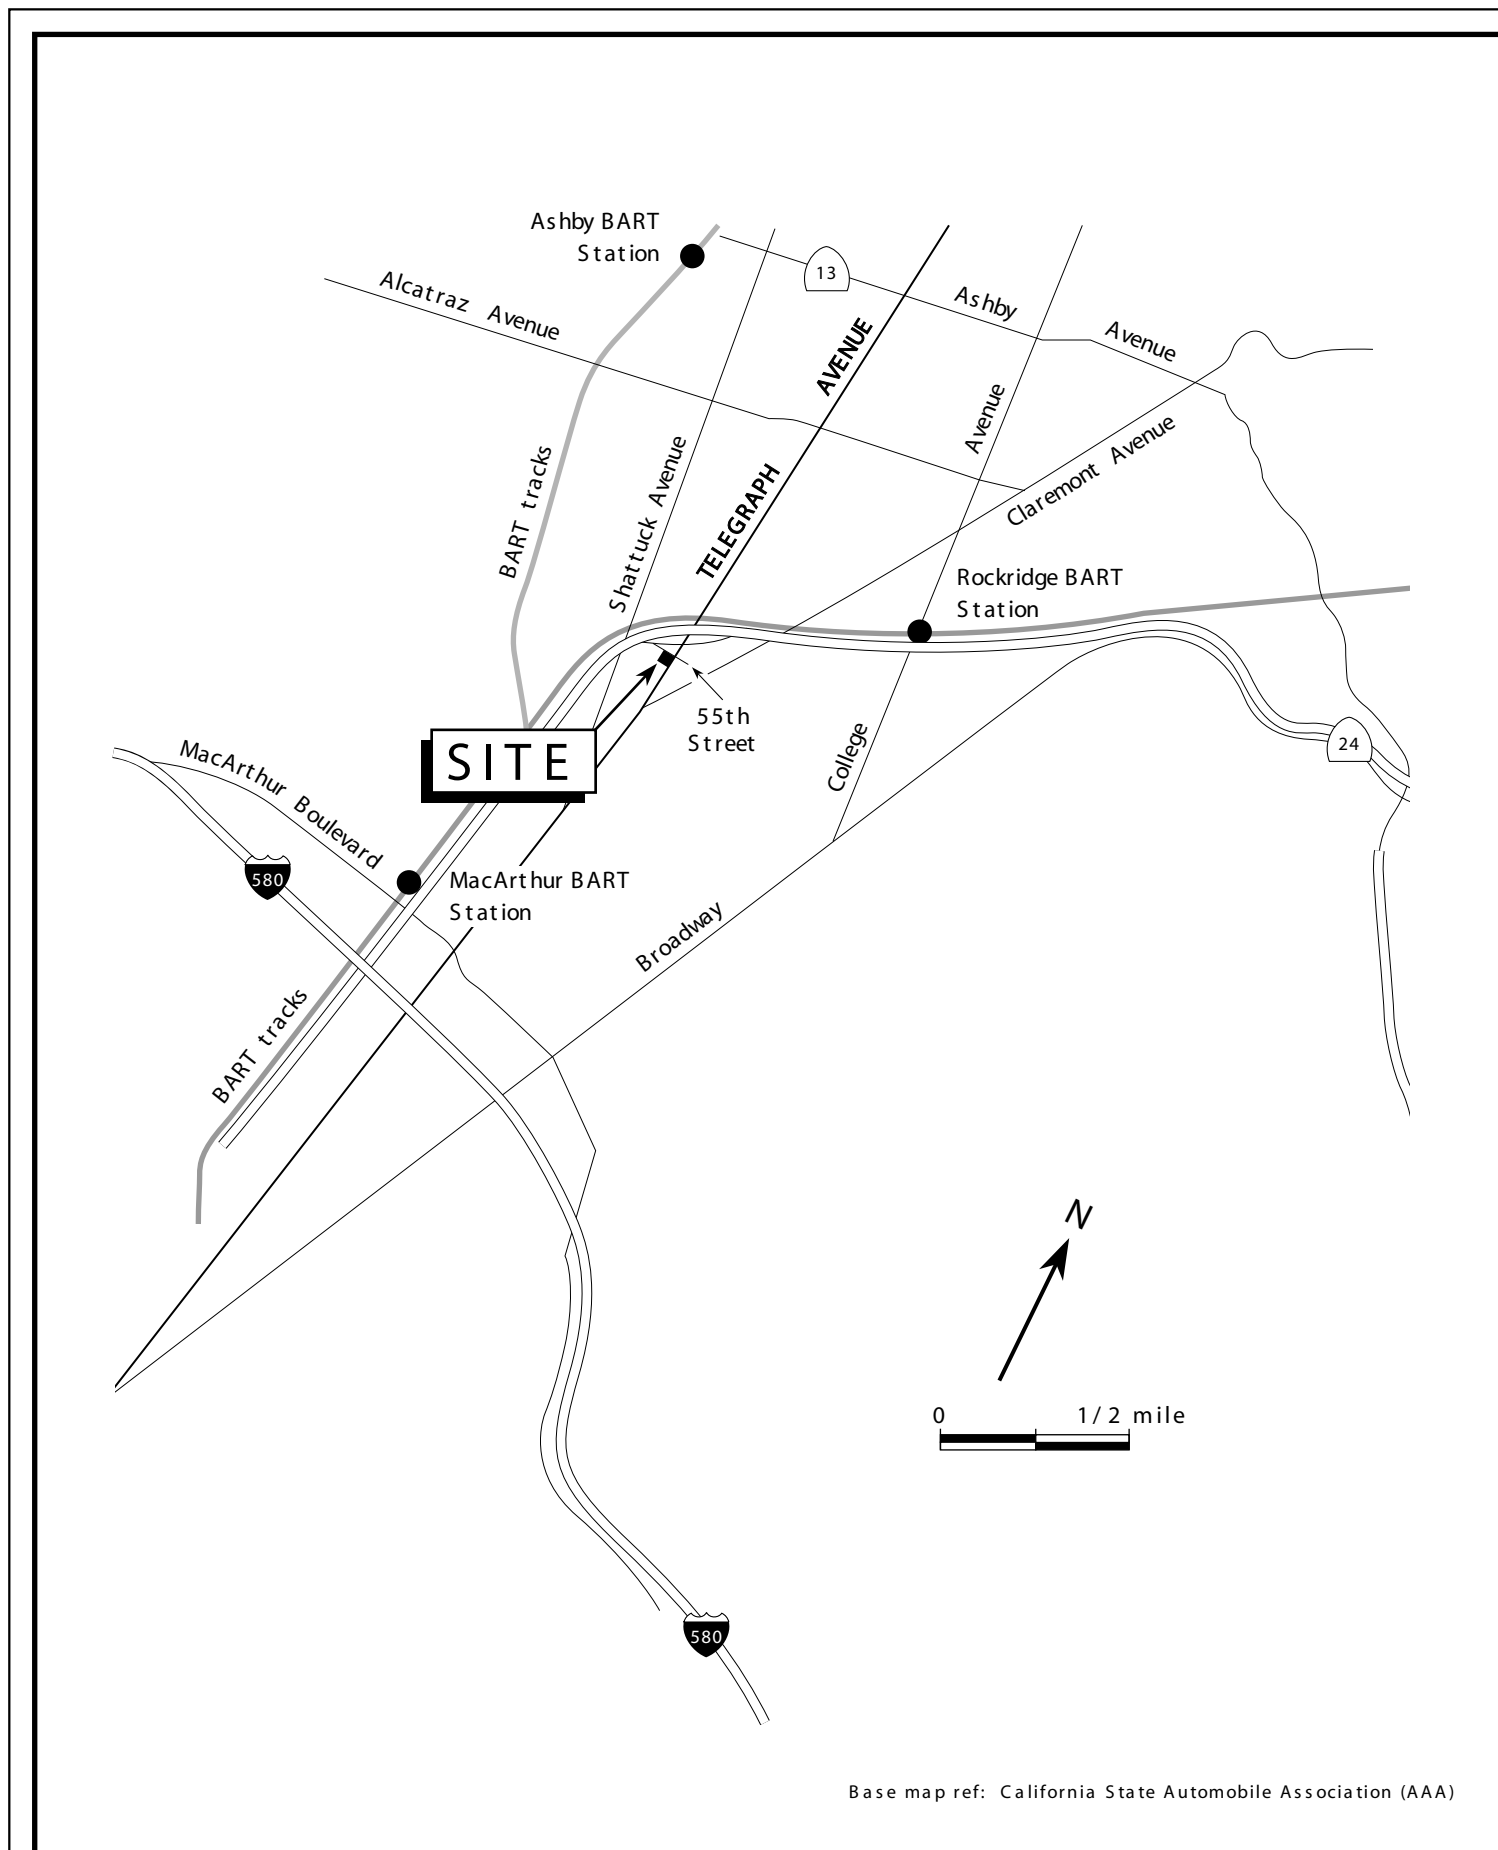 Ashby BART
Station
13
Alcatraz Avenue
Ashby Avenue
TELEGRAPH AVENUE
Avenue
Claremont Avenue
BART tracks
Shattuck Avenue
Rockridge BART
Station
55th
Street
SITE
MacArthur Boulevard
College
24
580
MacArthur BART
Station
Broadway
BART tracks
N
0 1/2 mile
580
Base map ref: California State Automobile Association (AAA)